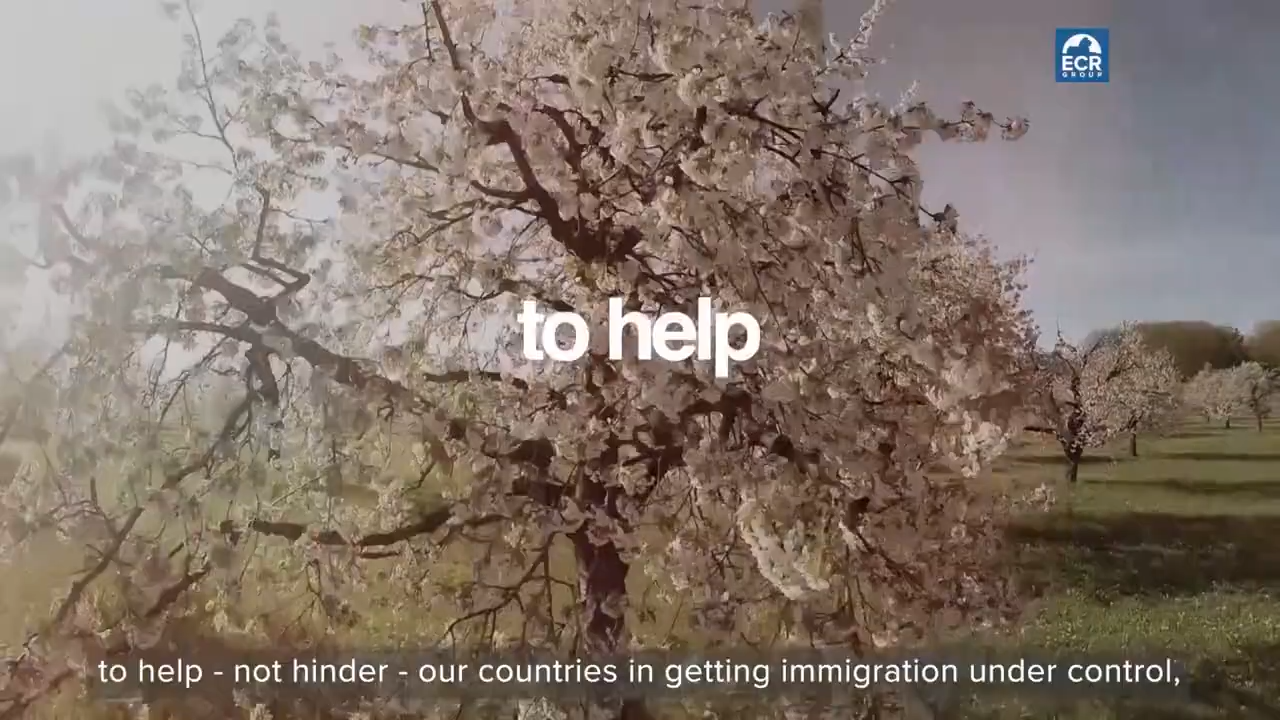 ECR
GROUP
to help
to help - not hinder - our countries in getting immigration under control,